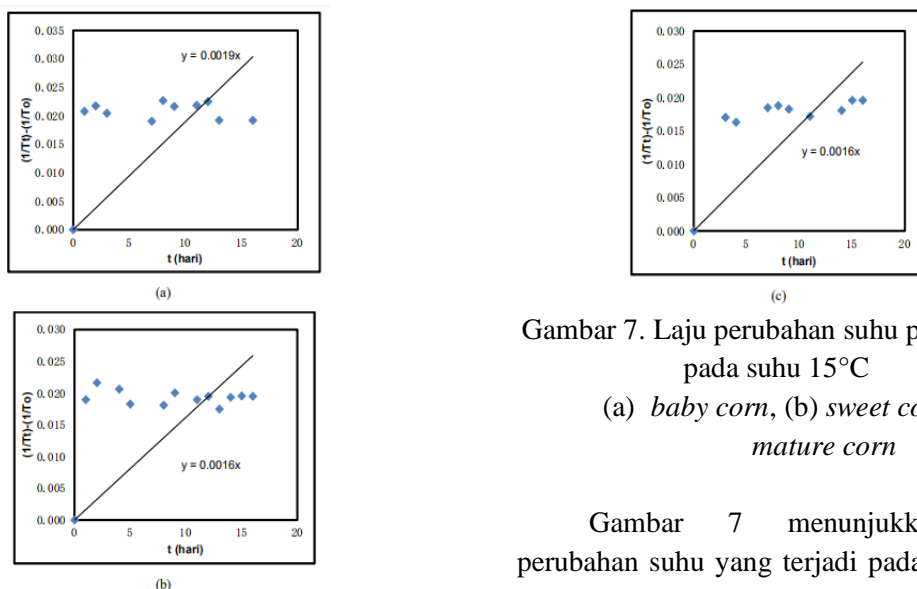 0.035
0.030
0.025
0.020
0.015
0.010
0.005
0.000
(1/Tt)-(1/To)
y = 0.0019x
0 5 10 15 20
t (hari)
(a)
0.030
0.025
0.020
0.015
0.010
0.005
0.000
(1/Tt)-(1/To)
y = 0.0016x
0 5 10 15 20
t (hari)
(b)
0.030
0.025
0.020
0.015
0.010
0.005
0.000
(1/Tt)-(1/To)
y = 0.0016x
0 5 10 15 20
t (hari)
(c)
Gambar 7. Laju perubahan suhu p
pada suhu 15°C
(a) baby corn, (b) sweet co
mature corn
Gambar 7 menunjukk
perubahan suhu yang terjadi pada